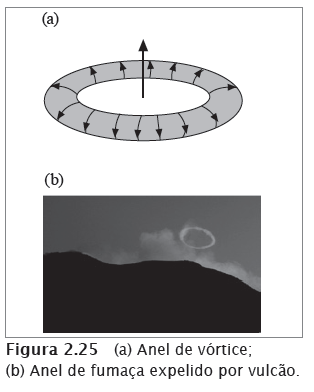 (a)
(b)
Figura 2.25 (a) Anel de vórtice;
(b) Anel de fumaça expelido por vulcão.